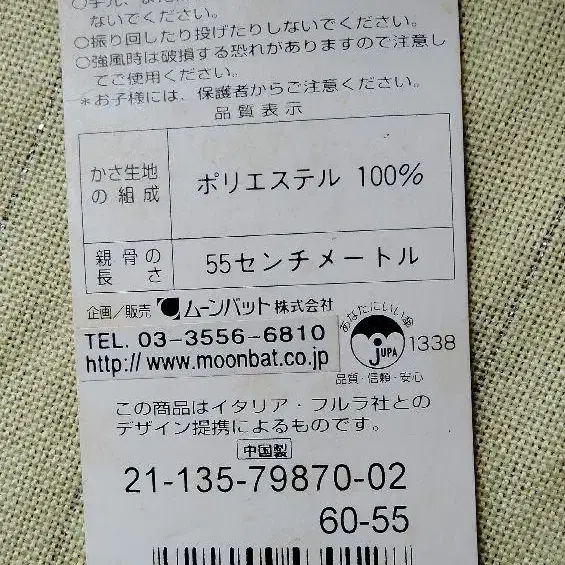 ないでください。
○振り回したり投げたりしないでください。
○強風時は破損する恐れがありますので注意し
てご使用ください。
*お子様には、保護者からご注意ください。
品質表示
かさ生地
の組成
ポリエステル 100%
親骨の
長さ
55センチメートル
企画／販売 ムーンバット株式会社
TEL. 03-3556-6810
http://www.moonbat.co.jp
あなたにいい傘
JUPA
1338
品質・信頼・安心
この商品はイタリア・フルラ社との
デザイン提携によるものです。
中国製
21-135-79870-02
60-55